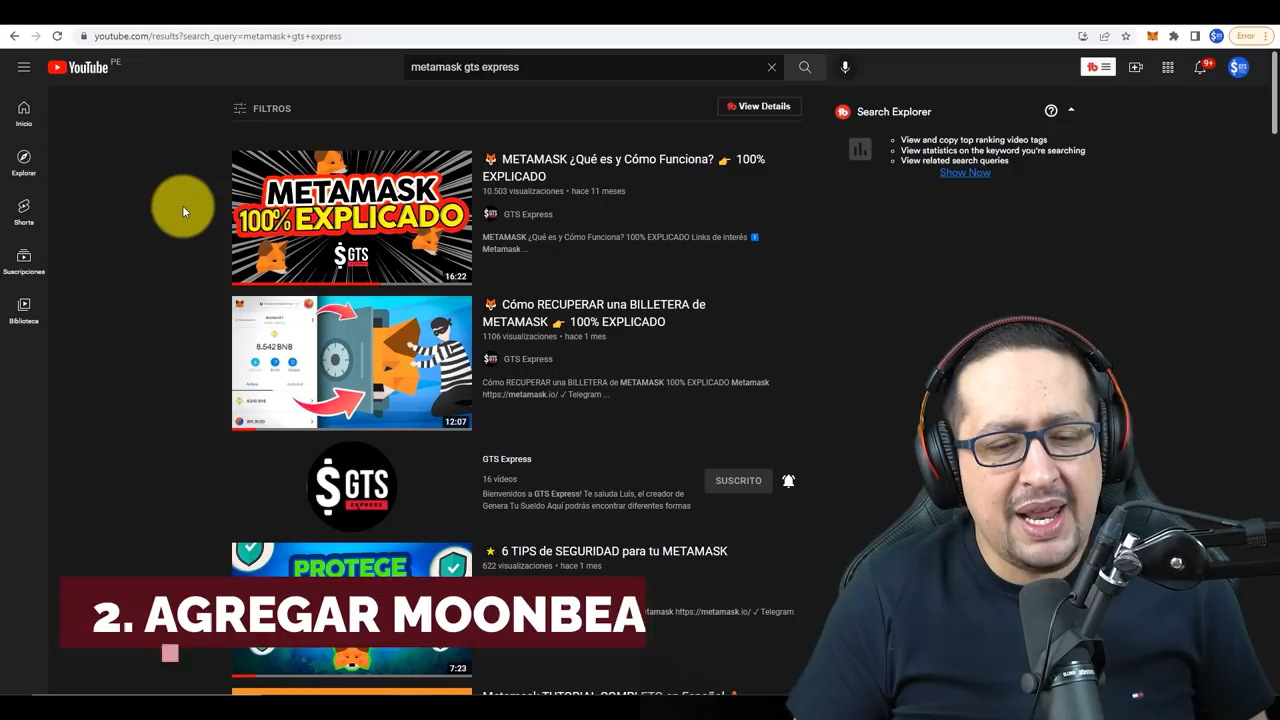 youtube.com/results?search_query=metamask+gts+express
Error
YouTube PE
metamask gts express
9+
Inicio
Explorar
Shorts
Suscripciones
Biblioteca
FILTROS
View Details
METAMASK
100% EXPLICADO
$GTS
EXPRESS
16:22
METAMASK ¿Qué es y Cómo Funciona? 👉 100%
EXPLICADO
10.503 visualizaciones • hace 11 meses
GTS Express
METAMASK ¿Qué es y Cómo Funciona? 100% EXPLICADO Links de interés
Metamask ...
8.542 BNB
12:07
Cómo RECUPERAR una BILLETERA de
METAMASK 👉 100% EXPLICADO
1106 visualizaciones • hace 1 mes
GTS Express
Cómo RECUPERAR una BILLETERA de METAMASK 100% EXPLICADO Metamask
https://metamask.io/ ✓ Telegram ...
$GTS
EXPRESS
GTS Express
16 vídeos
Bienvenidos a GTS Express! Te saluda Luis, el creador de
Genera Tu Sueldo Aquí podrás encontrar diferentes formas
SUSCRITO
PROTEGE
7:23
6 TIPS de SEGURIDAD para tu METAMASK
622 visualizaciones • hace 1 mes
tamask https://metamask.io/ ✓ Telegram
Search Explorer
View and copy top ranking video tags
View statistics on the keyword you're searching
View related search queries
Show Now
2. AGREGAR MOONBEA